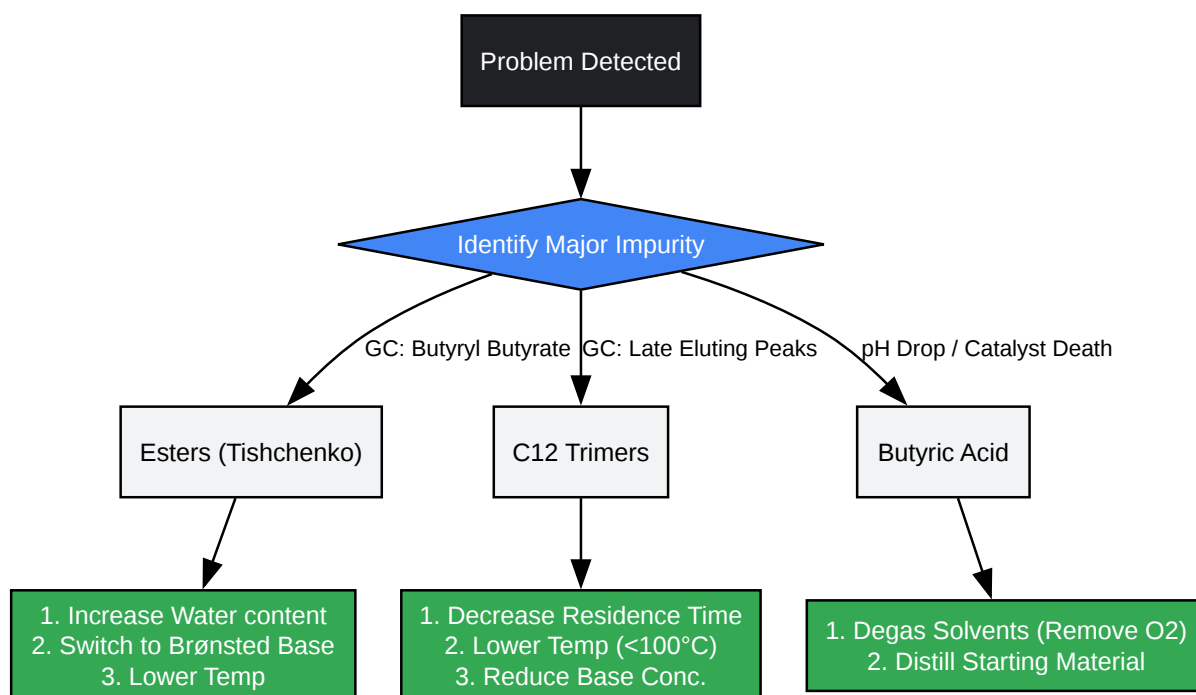 Problem Detected
Identify Major Impurity
GC: Butyryl Butyrate
GC: Late Eluting Peaks
pH Drop / Catalyst Death
Esters (Tishchenko)
C12 Trimers
Butyric Acid
1. Increase Water content
2. Switch to Brønsted Base
3. Lower Temp
1. Decrease Residence Time
2. Lower Temp (<100°C)
3. Reduce Base Conc.
1. Degas Solvents (Remove O2)
2. Distill Starting Material